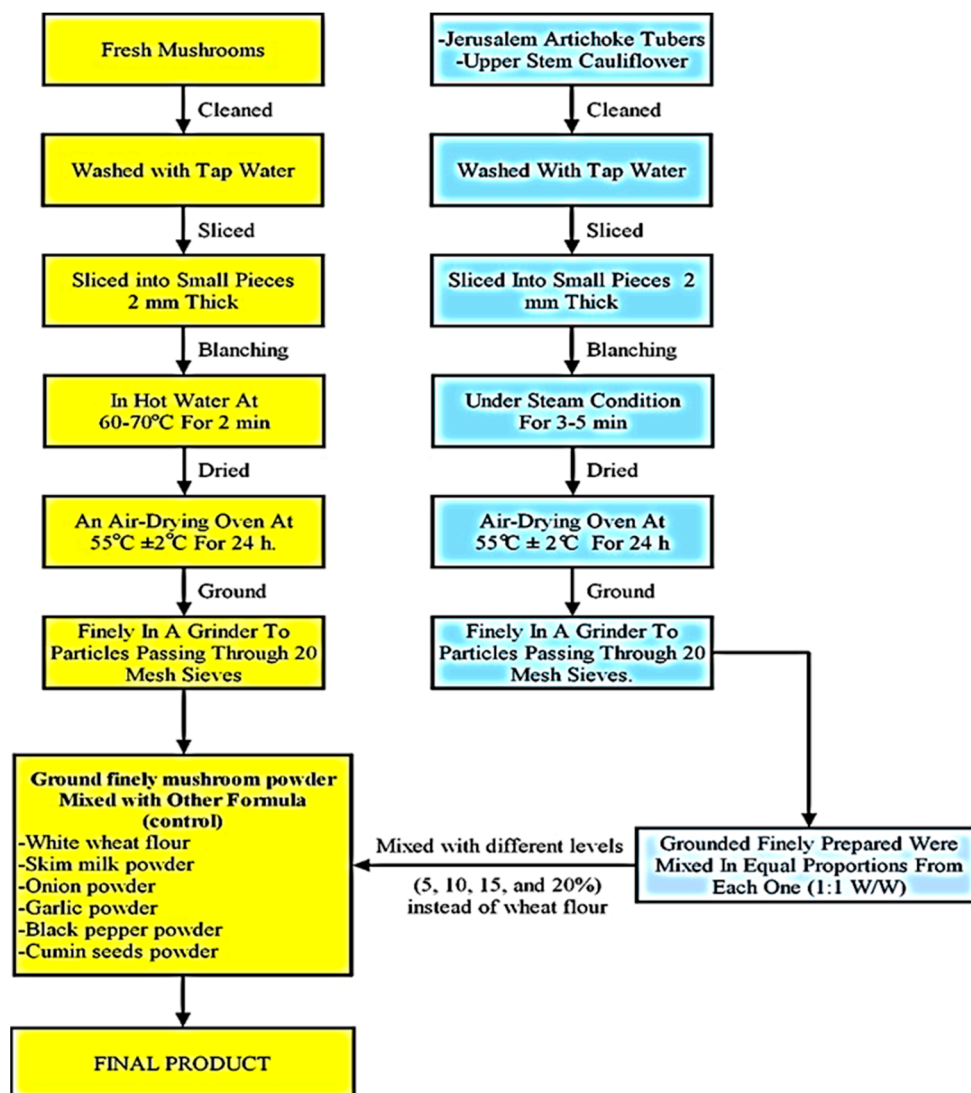 Fresh Mushrooms
Cleaned
Washed with Tap Water
Sliced
Sliced into Small Pieces
2 mm Thick
Blanching
In Hot Water At
60-70°C For 2 min
Dried
An Air-Drying Oven At
55°C ±2°C For 24 h.
Ground
Finely In A Grinder To
Particles Passing Through 20
Mesh Sieves
Ground finely mushroom powder
Mixed with Other Formula
(control)
-White wheat flour
-Skim milk powder
-Onion powder
-Garlic powder
-Black pepper powder
-Cumin seeds powder
FINAL PRODUCT
-Jerusalem Artichoke Tubers
-Upper Stem Cauliflower
Cleaned
Washed With Tap Water
Sliced
Sliced Into Small Pieces 2
mm Thick
Blanching
Under Steam Condition
For 3-5 min
Dried
Air-Drying Oven At
55°C ± 2°C For 24 h
Ground
Finely In A Grinder To
Particles Passing Through 20
Mesh Sieves.
Grounded Finely Prepared Were
Mixed In Equal Proportions From
Each One (1:1 W/W)
Mixed with different levels
(5, 10, 15, and 20%)
instead of wheat flour